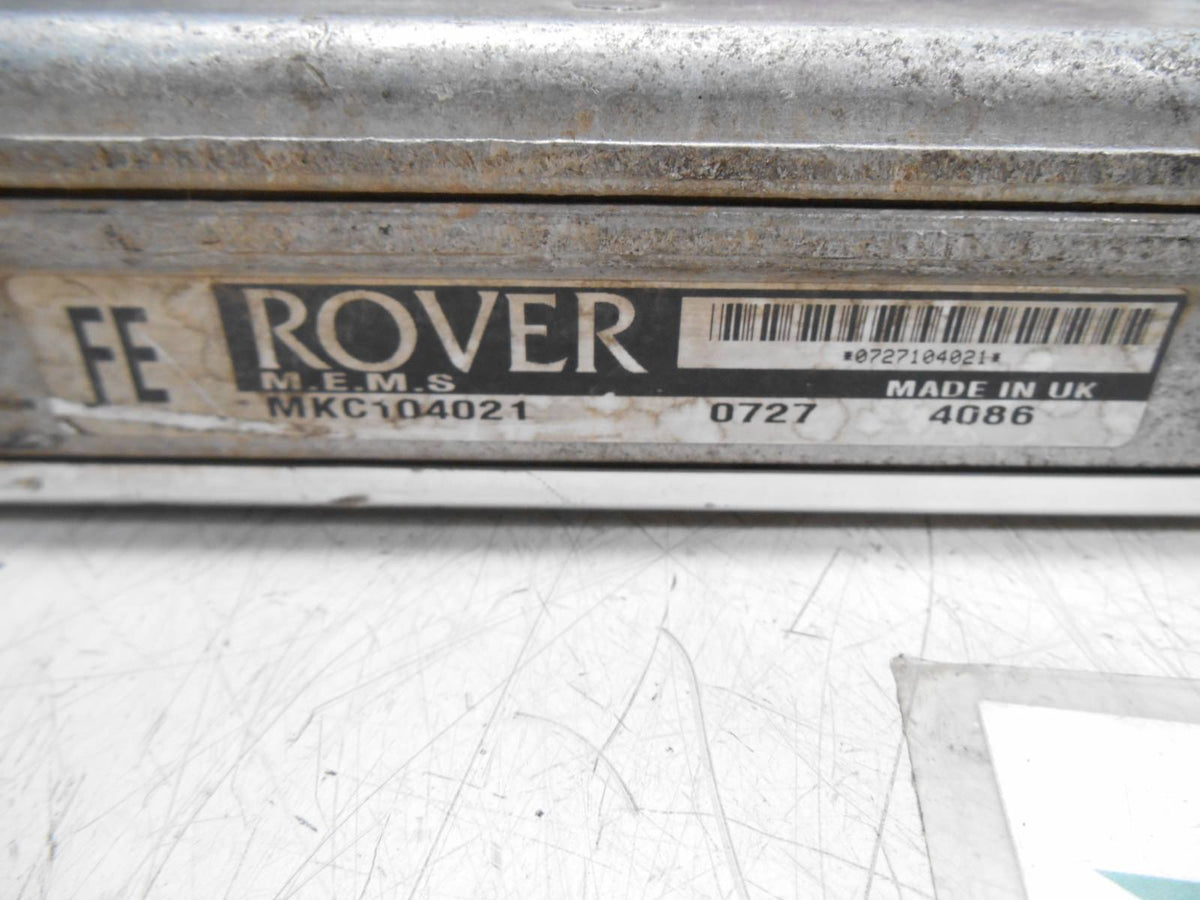 FE ROVER
*0727104021*
M.E.M.S MADE IN UK
MKC104021 0727 4086